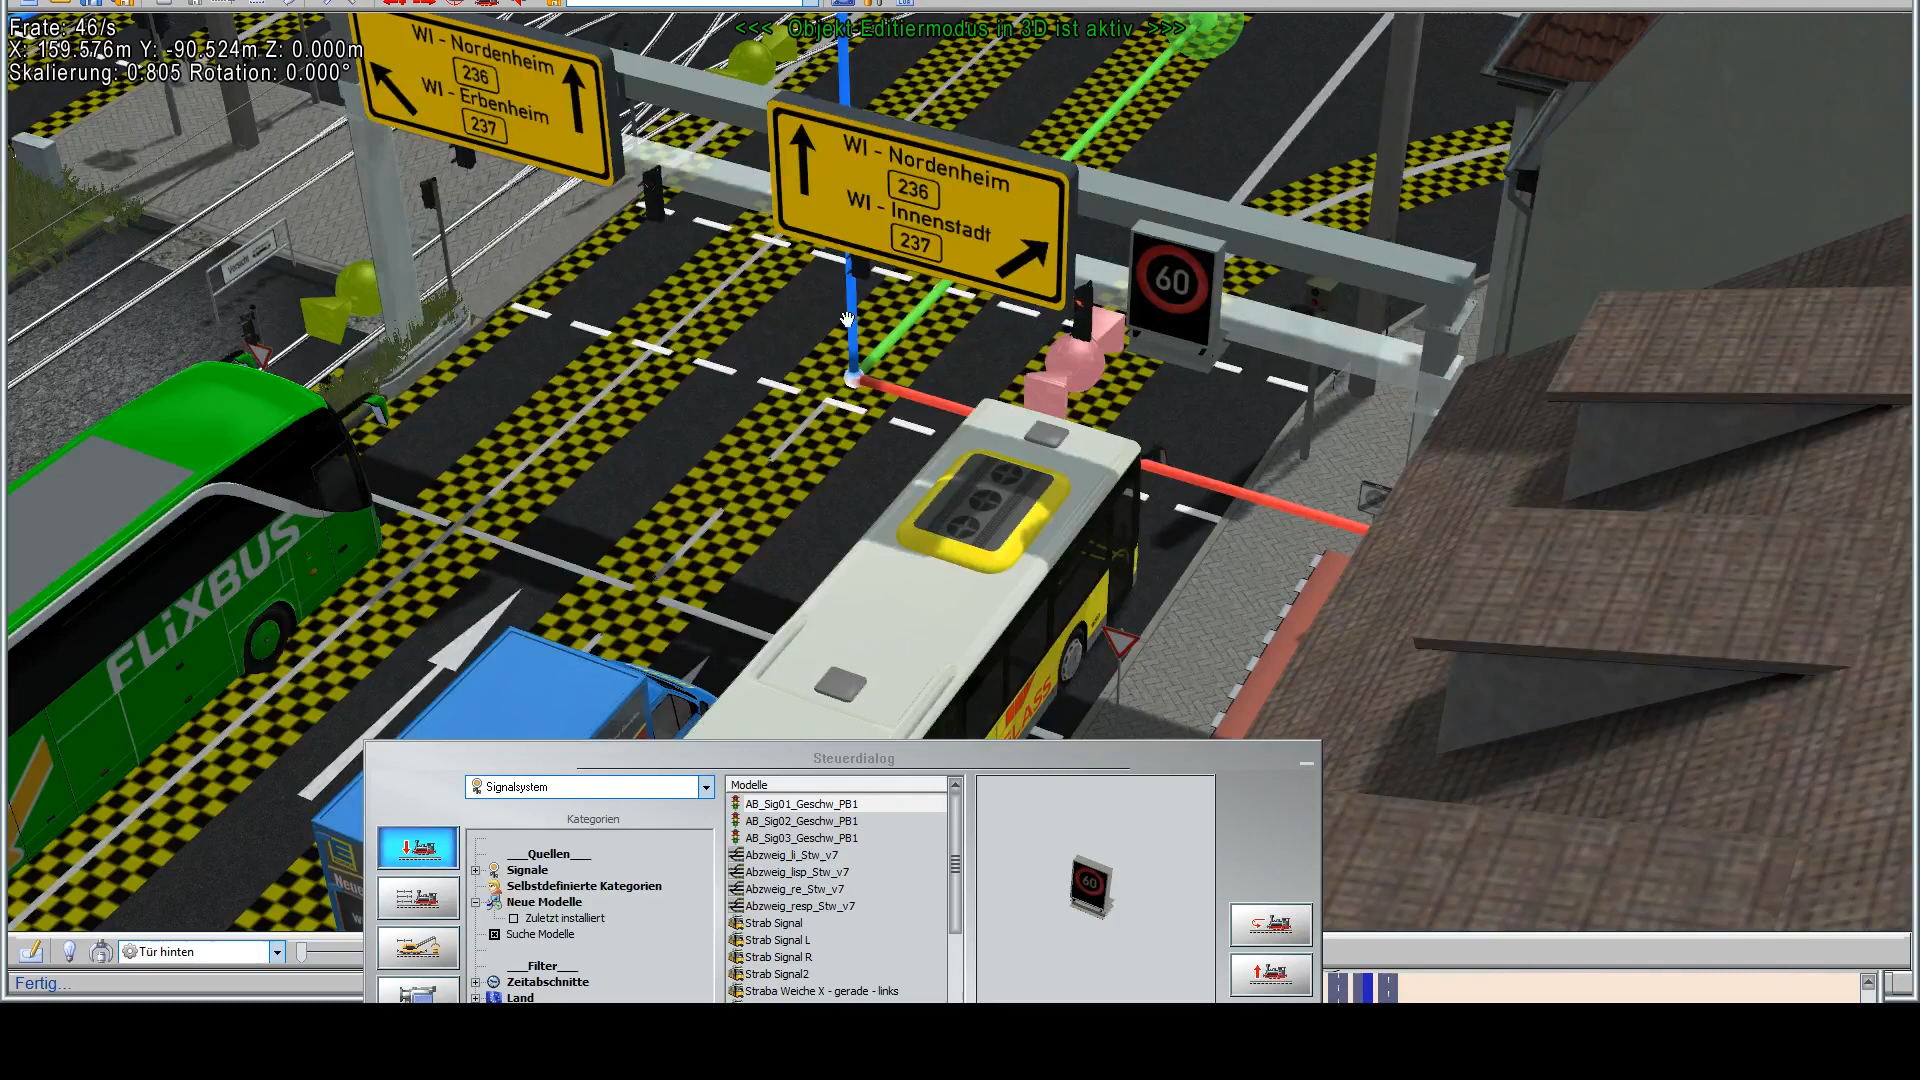 Frate: 46/s
X: 159.576m Y: -90.524m Z: 0.000m
Skalierung: 0.805 Rotation: 0.000°
<<< Objekt-Editiermodus in 3D ist aktiv >>>
WI - Nordenheim
236
WI - Erbenheim
237
WI - Nordenheim
236
WI - Innenstadt
237
60
Vorsicht
FLiXBUS
Neue
Steuerdialog
Signalsystem
Kategorien
___Quellen___
Signale
Selbstdefinierte Kategorien
Neue Modelle
Zuletzt installiert
Suche Modelle
___Filter___
Zeitabschnitte
Land
Modelle
AB_Sig01_Geschw_PB1
AB_Sig02_Geschw_PB1
AB_Sig03_Geschw_PB1
Abzweig_li_Stw_v7
Abzweig_lisp_Stw_v7
Abzweig_re_Stw_v7
Abzweig_resp_Stw_v7
Strab Signal
Strab Signal L
Strab Signal R
Strab Signal2
Straba Weiche X - gerade - links
60
Tür hinten
Fertig...